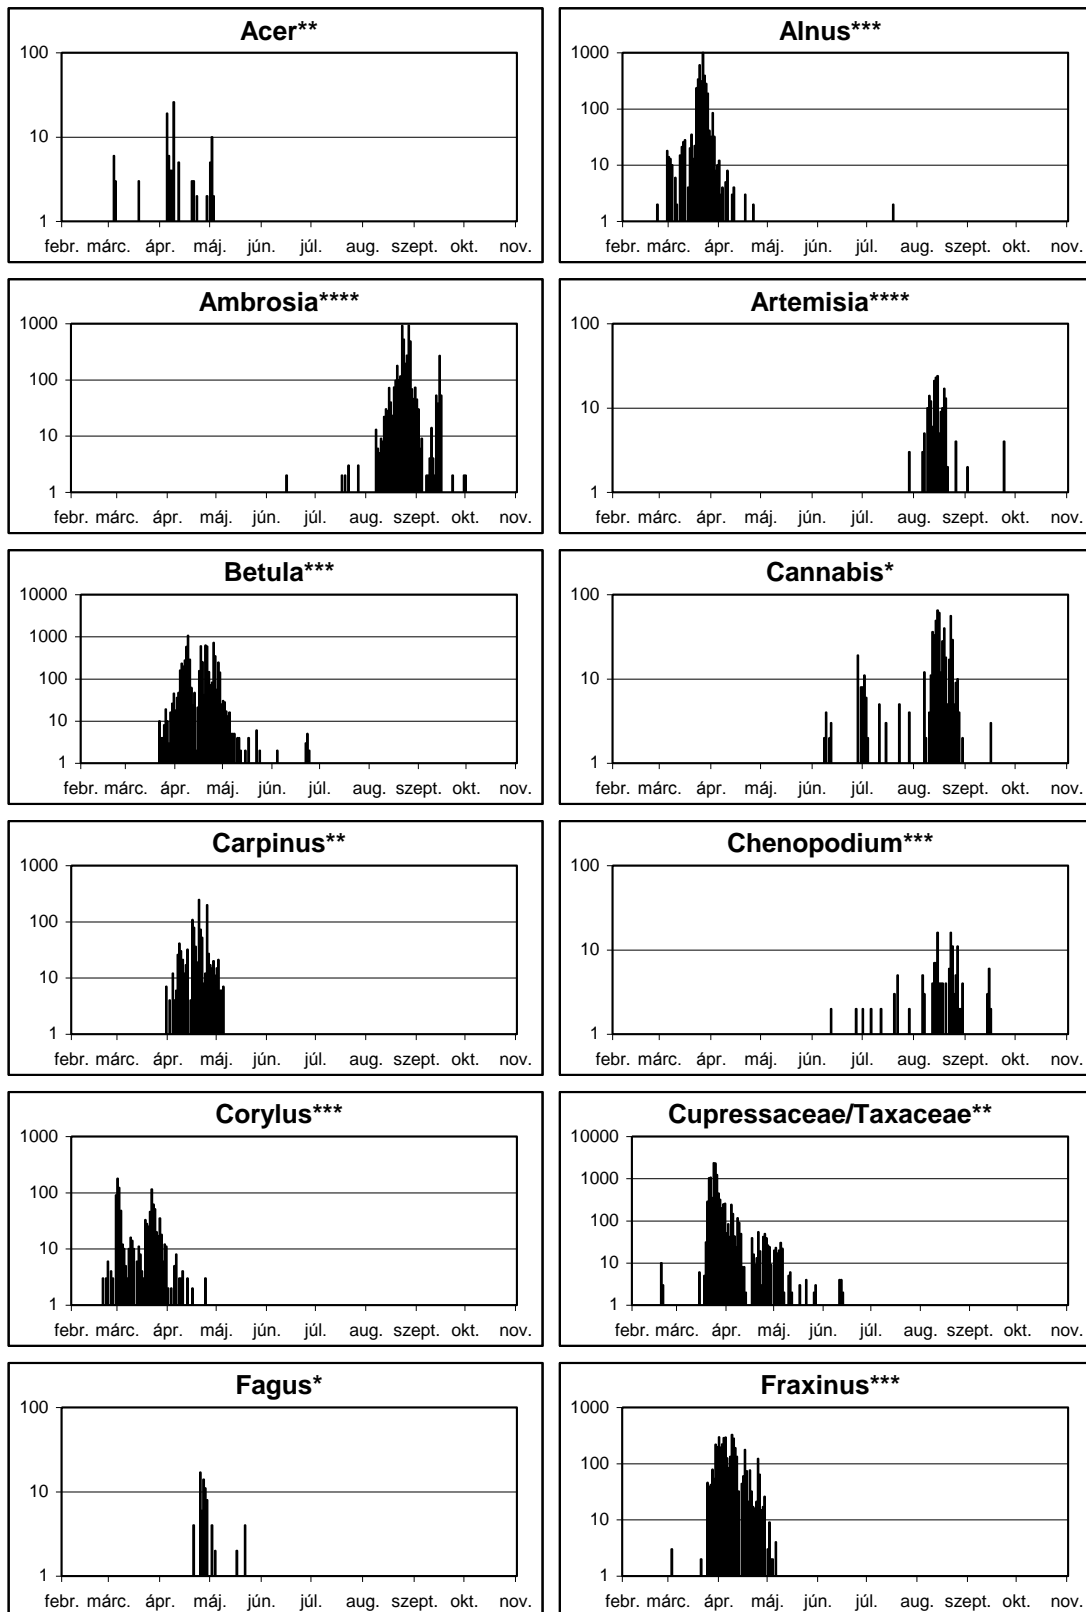 Acer**
100
10
1
febr. márc. ápr. máj. jún. júl. aug. szept. okt. nov.
Alnus***
1000
100
10
1
febr. márc. ápr. máj. jún. júl. aug. szept. okt. nov.
Ambrosia****
1000
100
10
1
febr. márc. ápr. máj. jún. júl. aug. szept. okt. nov.
Artemisia****
100
10
1
febr. márc. ápr. máj. jún. júl. aug. szept. okt. nov.
Betula***
10000
1000
100
10
1
febr. márc. ápr. máj. jún. júl. aug. szept. okt. nov.
Cannabis*
100
10
1
febr. márc. ápr. máj. jún. júl. aug. szept. okt. nov.
Carpinus**
1000
100
10
1
febr. márc. ápr. máj. jún. júl. aug. szept. okt. nov.
Chenopodium***
100
10
1
febr. márc. ápr. máj. jún. júl. aug. szept. okt. nov.
Corylus***
1000
100
10
1
febr. márc. ápr. máj. jún. júl. aug. szept. okt. nov.
Cupressaceae/Taxaceae**
10000
1000
100
10
1
febr. márc. ápr. máj. jún. júl. aug. szept. okt. nov.
Fagus*
100
10
1
febr. márc. ápr. máj. jún. júl. aug. szept. okt. nov.
Fraxinus***
1000
100
10
1
febr. márc. ápr. máj. jún. júl. aug. szept. okt. nov.